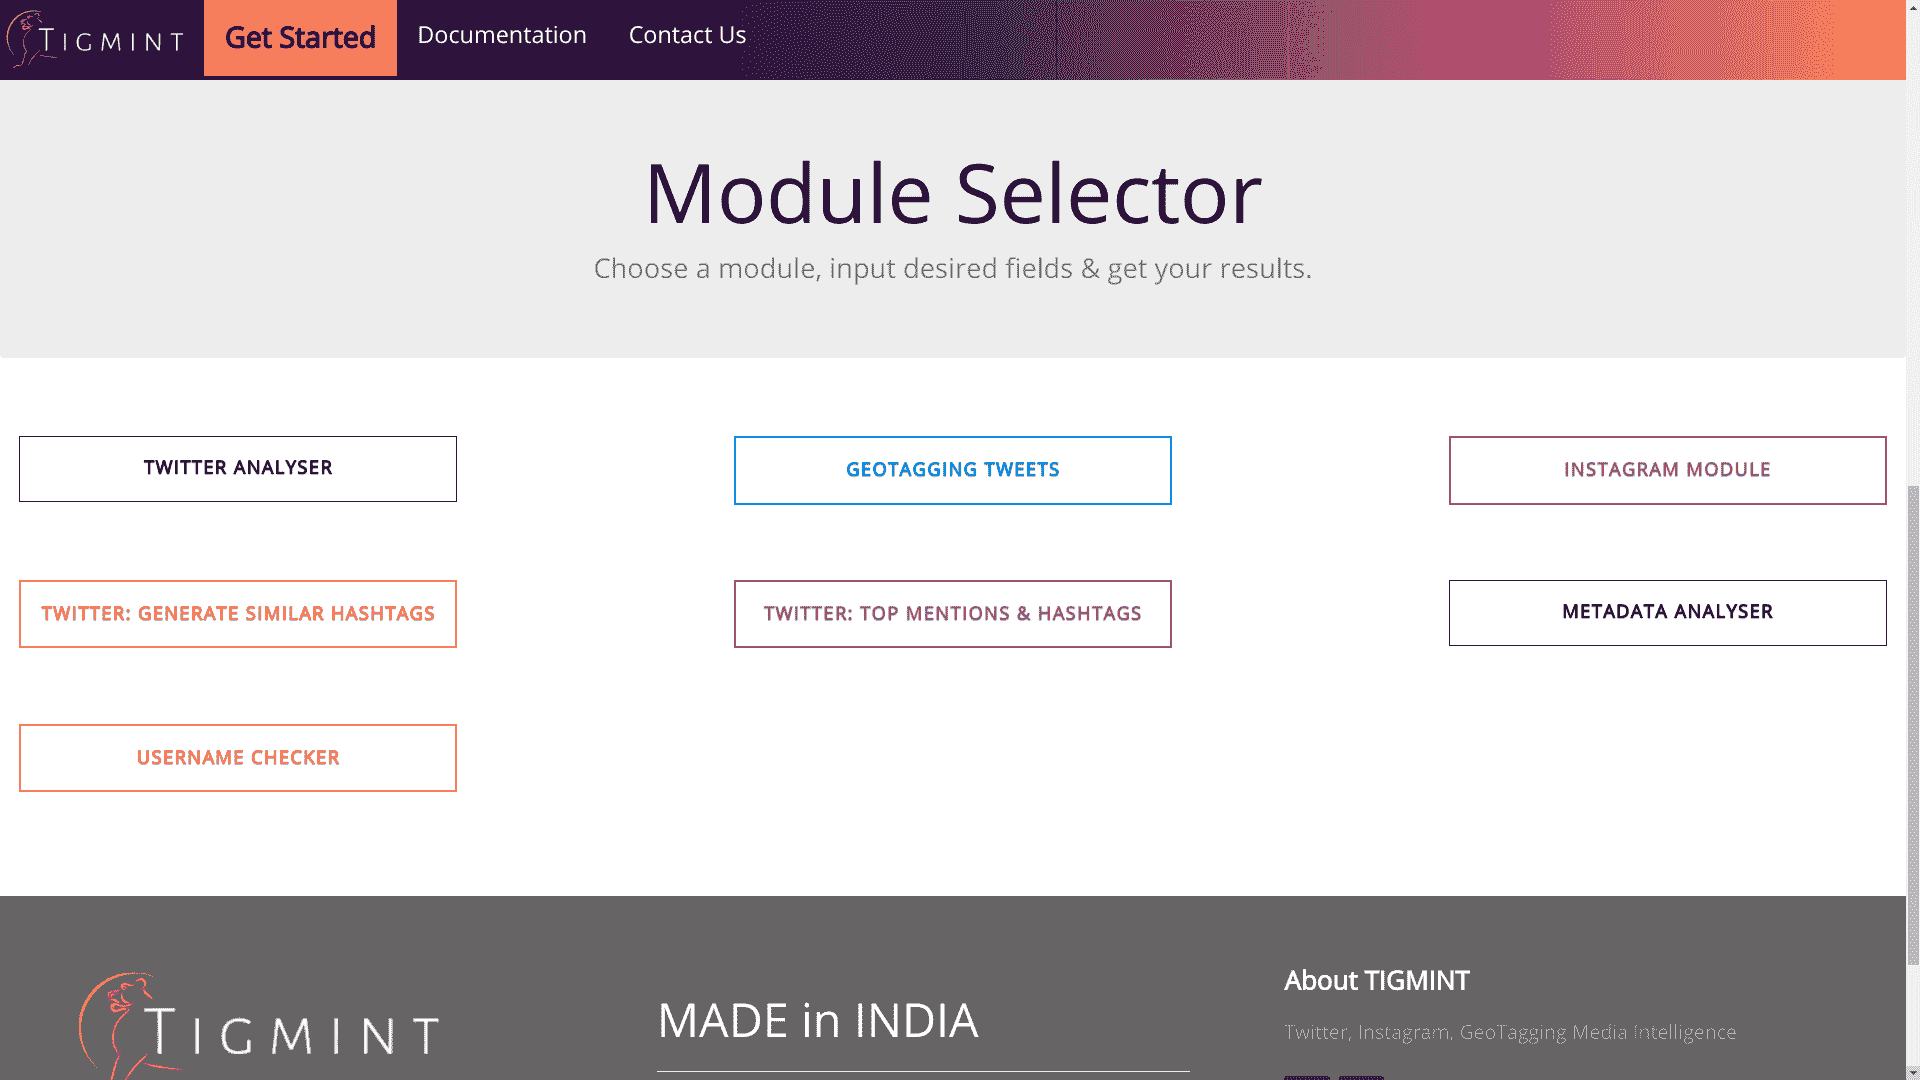 TIGMINT
Get Started
Documentation
Contact Us
Module Selector
Choose a module, input desired fields & get your results.
TWITTER ANALYSER
GEOTAGGING TWEETS
INSTAGRAM MODULE
TWITTER: GENERATE SIMILAR HASHTAGS
TWITTER: TOP MENTIONS & HASHTAGS
METADATA ANALYSER
USERNAME CHECKER
TIGMINT
MADE in INDIA
About TIGMINT
Twitter, Instagram, GeoTagging Media Intelligence